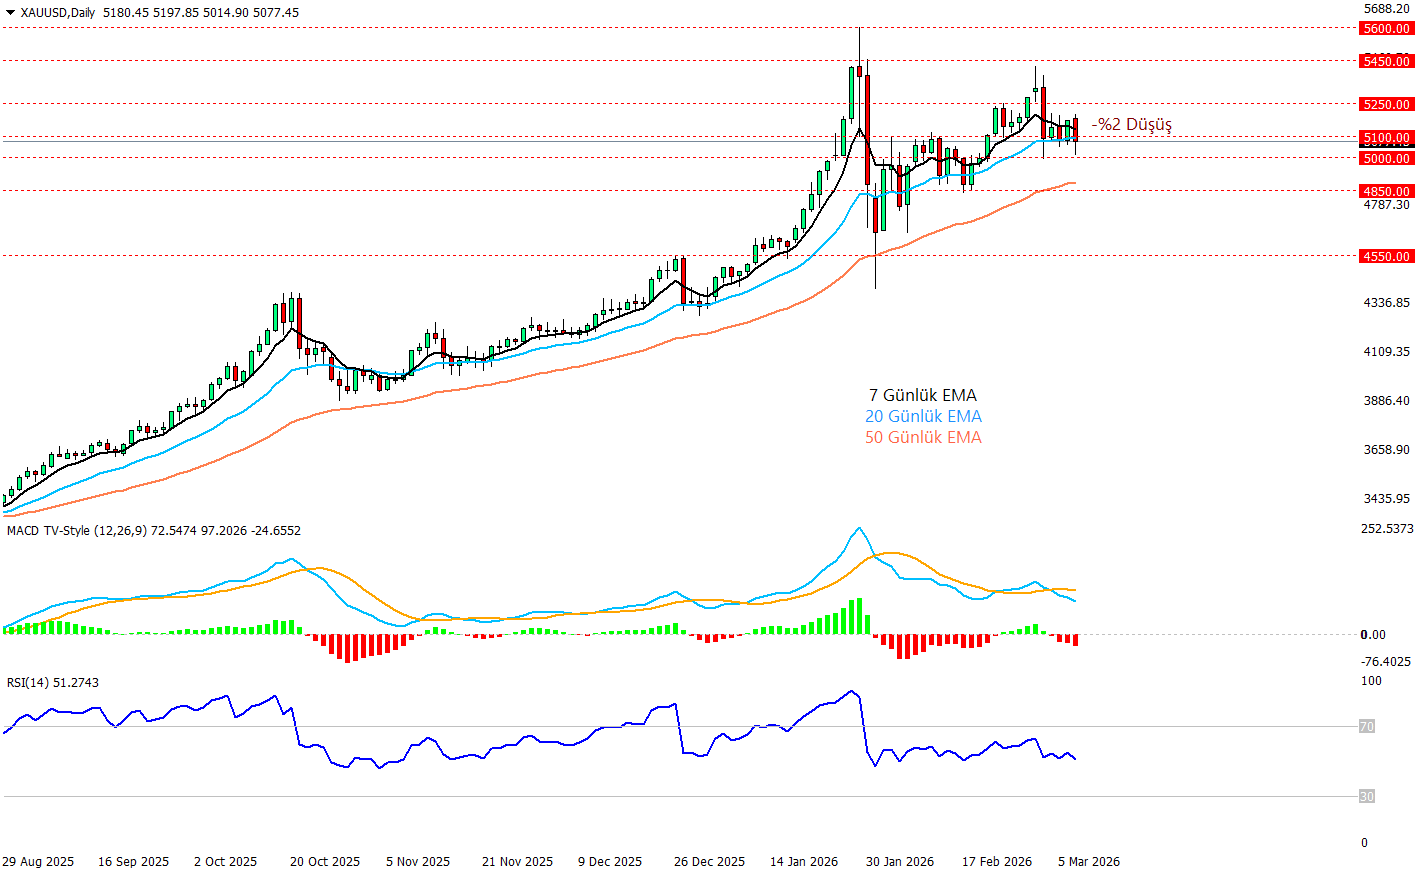 XAUUSD,Daily 5180.45 5197.85 5014.90 5077.45
5688.20
5600.00
5450.00
5250.00
-%2 Düşüş
5100.00
5000.00
4850.00
4787.30
4550.00
4336.85
4109.35
7 Günlük EMA
3886.40
20 Günlük EMA
50 Günlük EMA
3658.90
3435.95
MACD TV-Style (12,26,9) 72.5474 97.2026 -24.6552
252.5373
0.00
-76.4025
RSI(14) 51.2743
100
70
30
0
29 Aug 2025 16 Sep 2025 2 Oct 2025 20 Oct 2025 5 Nov 2025 21 Nov 2025 9 Dec 2025 26 Dec 2025 14 Jan 2026 30 Jan 2026 17 Feb 2026 5 Mar 2026